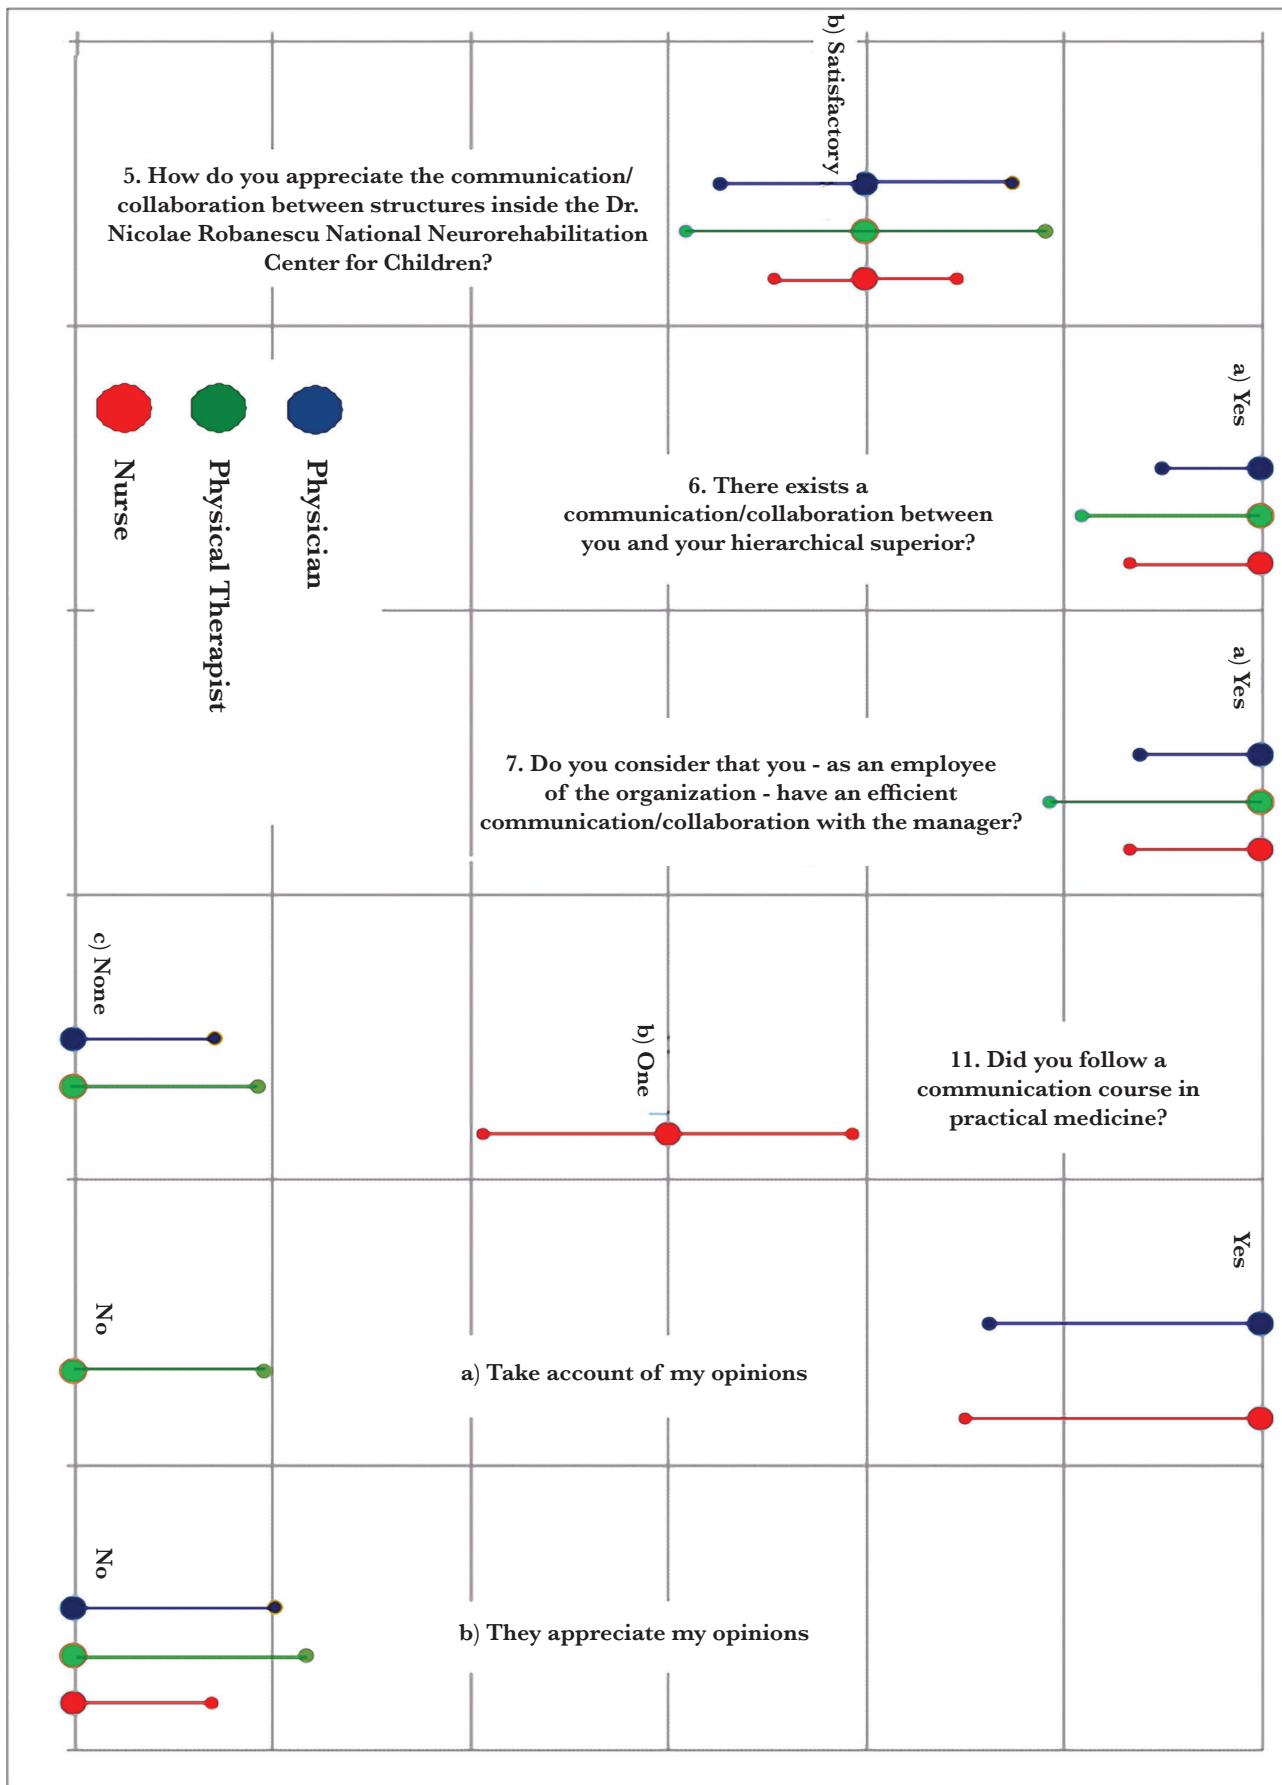 b) Satisfactory
5. How do you appreciate the communication/
collaboration between structures inside the Dr.
Nicolae Robanescu National Neurorehabilitation
Center for Children?
a) Yes
6. There exists a
communication/collaboration between
you and your hierarchical superior?
Physician
Physical Therapist
Nurse
a) Yes
7. Do you consider that you - as an employee
of the organization - have an efficient
communication/collaboration with the manager?
c) None
b) One
11. Did you follow a
communication course in
practical medicine?
Yes
No
a) Take account of my opinions
No
b) They appreciate my opinions